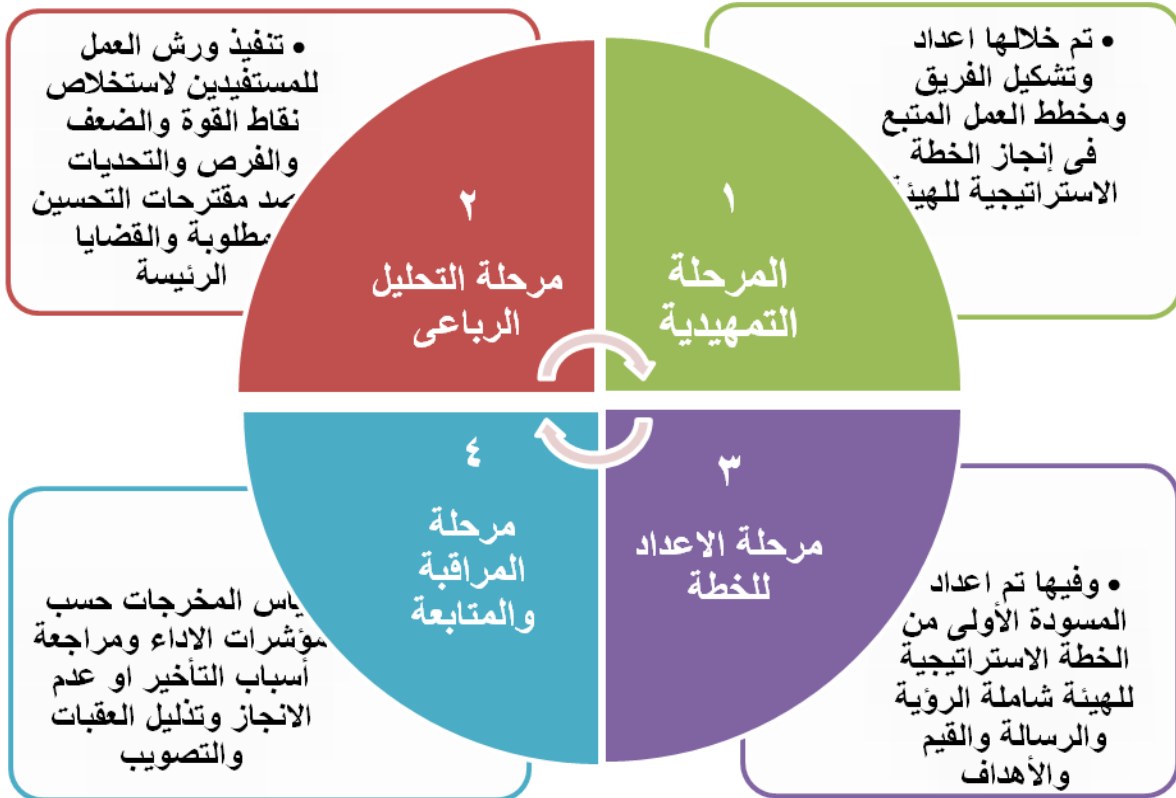 • تم خلالها اعداد
وتشكيل الفريق
ومخطط العمل المتبع
فى إنجاز الخطة
الاستراتيجية للهيئة
١
المرحلة
التمهيدية
• تنفيذ ورش العمل
للمستفيدين لاستخلاص
نقاط القوة والضعف
والفرص والتحديات
مقترحات التحسين
والقضايا
الرئيسة
٢
مرحلة التحليل
الرباعى
٣
مرحلة الاعداد
للخطة
• وفيها تم اعداد
المسودة الأولى من
الخطة الاستراتيجية
للهيئة شاملة الرؤية
والرسالة والقيم
والأهداف
٤
مرحلة
المراقبة
والمتابعة
المخرجات حسب
الاداء ومراجعة
أسباب التأخير او عدم
الانجاز وتذليل العقبات
والتصويب